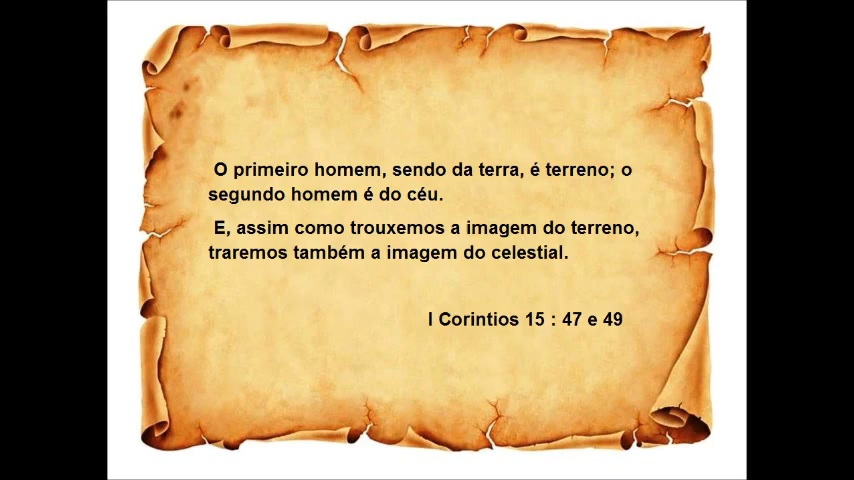 O primeiro homem, sendo da terra, é terreno; o
segundo homem é do céu.
E, assim como trouxemos a imagem do terreno,
traremos também a imagem do celestial.
I Corintios 15 : 47 e 49